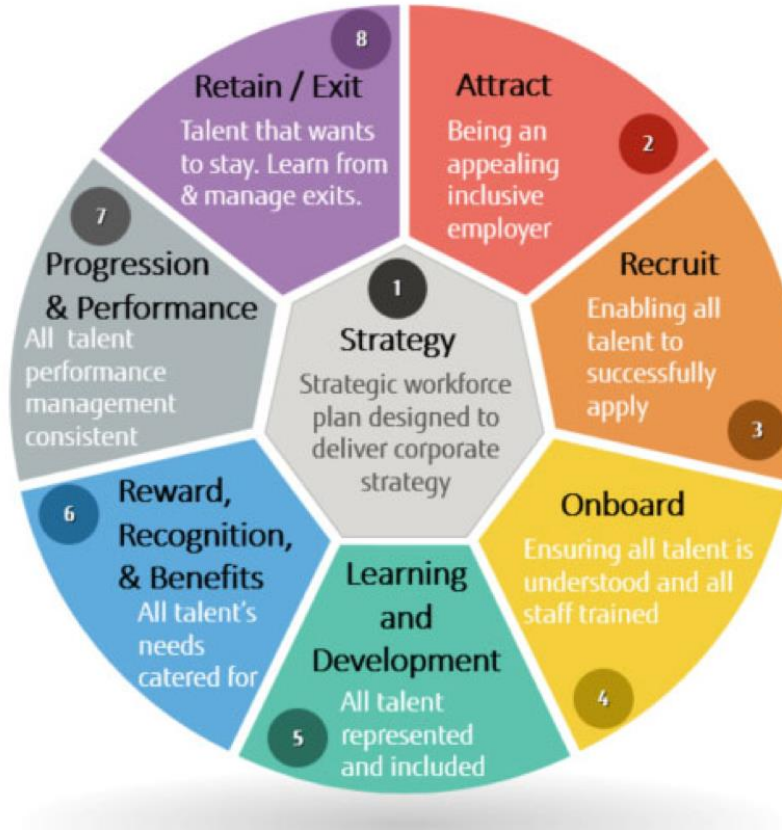 1
Strategy
Strategic workforce
plan designed to
deliver corporate
strategy
2
Attract
Being an
appealing
inclusive
employer
Recruit
Enabling all
talent to
successfully
apply
3
Onboard
Ensuring all talent is
understood and all
staff trained
4
Learning
and
Development
All talent
represented
and included
5
6
Reward,
Recognition,
& Benefits
All talent's
needs
catered for
7
Progression
& Performance
All talent
performance
management
consistent
8
Retain / Exit
Talent that wants
to stay. Learn from
& manage exits.